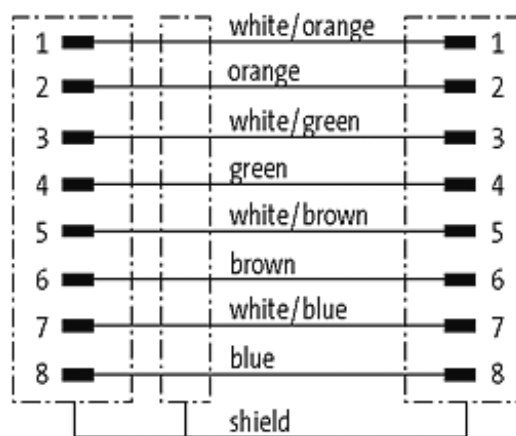 white/orange
1 1
orange
2 2
white/green
3 3
green
4 4
white/brown
5 5
brown
6 6
white/blue
7 7
blue
8 8
shield